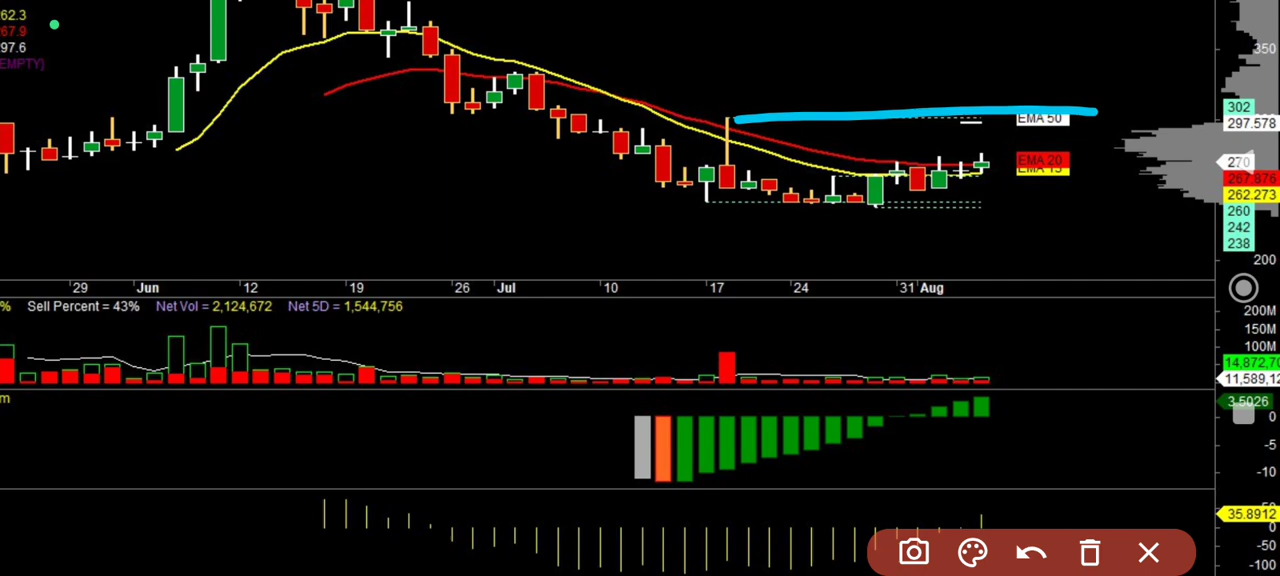 62.3
67.9
97.6
EMPTY)
350
302
EMA 50
297.578
270
EMA 20
267.876
262.273
260
242
238
200
29 Jun 12 19 26 Jul 10 17 24 31 Aug
% Sell Percent = 43% Net Vol = 2,124,672 Net 5D = 1,544,756
200M
150M
100M
14,872,70
11,589,12
m
3.5026
0
-5
-10
35.8912
0
-50
-100